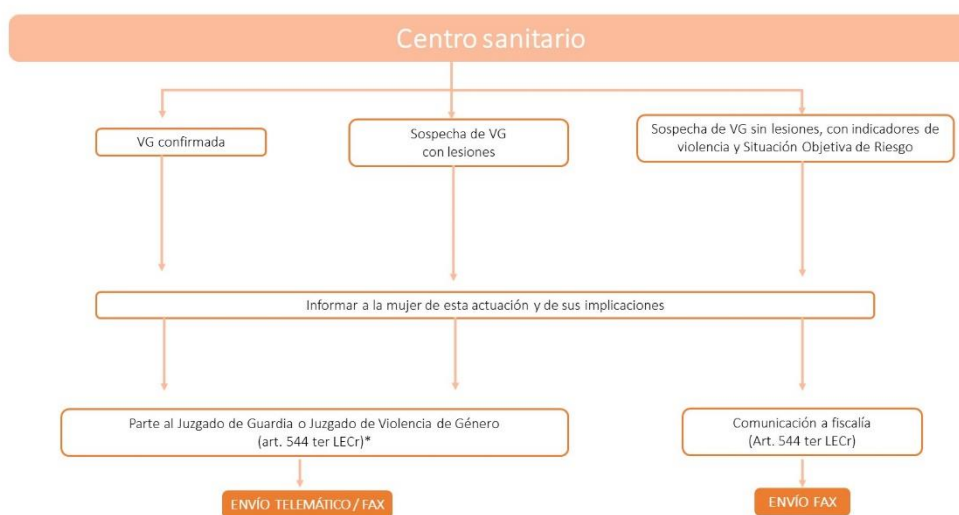 Centro sanitario
VG confirmada
Sospecha de VG
con lesiones
Sospecha de VG sin lesiones, con indicadores de
violencia y Situación Objetiva de Riesgo
Informar a la mujer de esta actuación y de sus implicaciones
Parte al Juzgado de Guardia o Juzgado de Violencia de Género
(art. 544 ter LECr)*
Comunicación a fiscalía
(Art. 544 ter LECr)
ENVÍO TELEMÁTICO / FAX
ENVÍO FAX